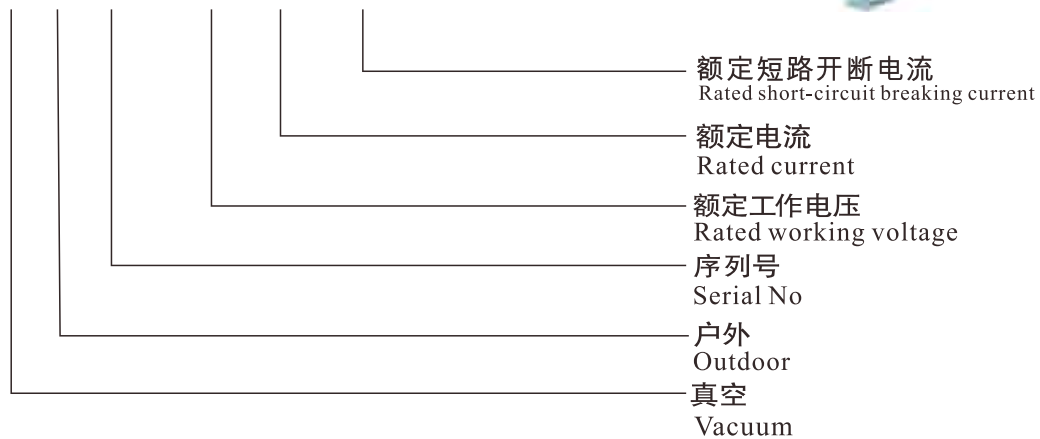 额定短路开断电流
Rated short-circuit breaking current
额定电流
Rated current
额定工作电压
Rated working voltage
序列号
Serial No
户外
Outdoor
真空
Vacuum